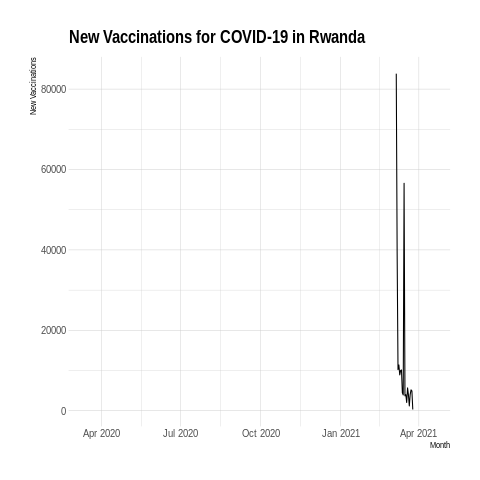 New Vaccinations for COVID-19 in Rwanda
New Vaccinations
80000
60000
40000
20000
0
Apr 2020
Jul 2020
Oct 2020
Jan 2021
Apr 2021
Month